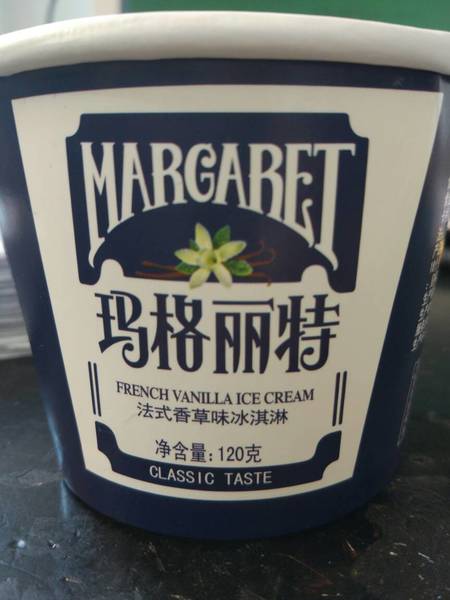 MARGARET
玛格丽特
FRENCH VANILLA ICE CREAM
法式香草味冰淇淋
净含量:120克
CLASSIC TASTE